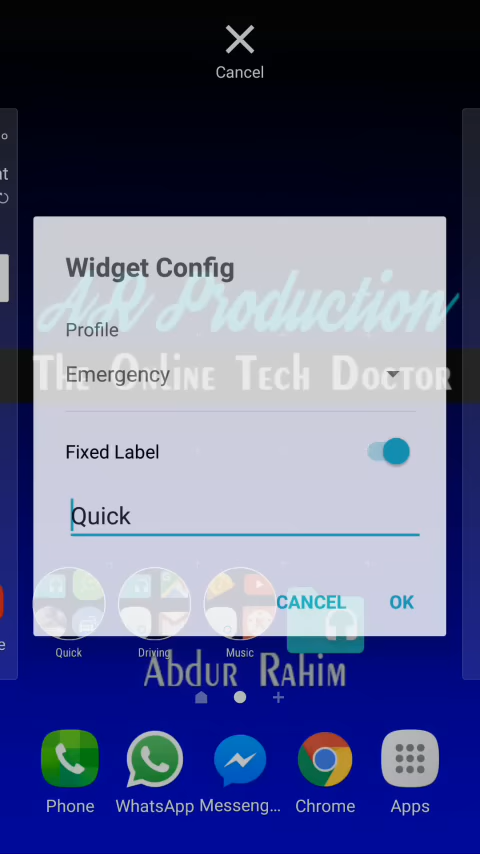 Cancel
nt
Widget Config
AR Production
Profile
The Online Tech Doctor
Emergency
Fixed Label
Quick
CANCEL
OK
e
Quick
Driving
Music
Abdur Rahim
Phone
WhatsApp
Messeng...
Chrome
Apps